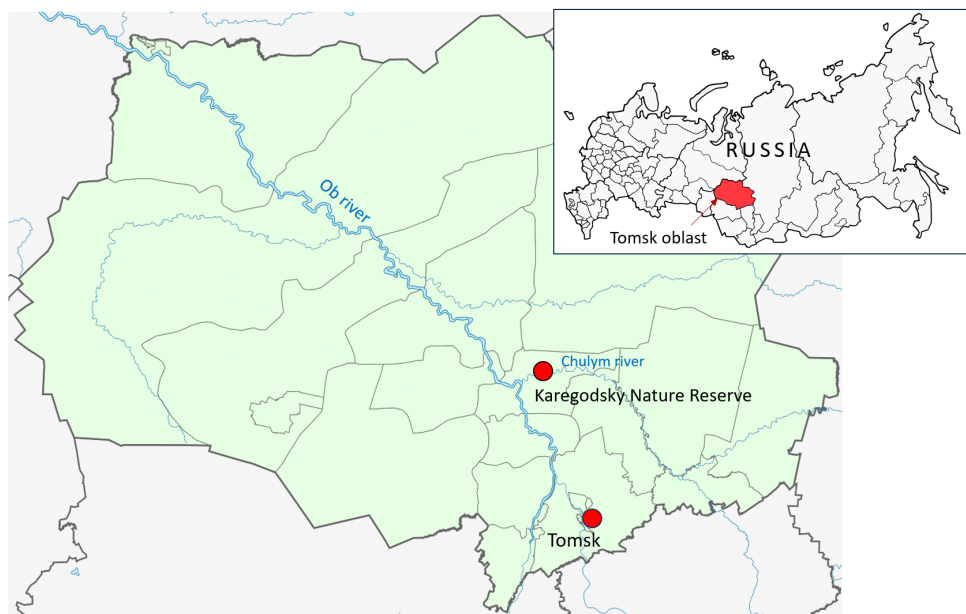 RUSSIA
Tomsk oblast
Ob river
Chulym river
Karegodsky Nature Reserve
Tomsk